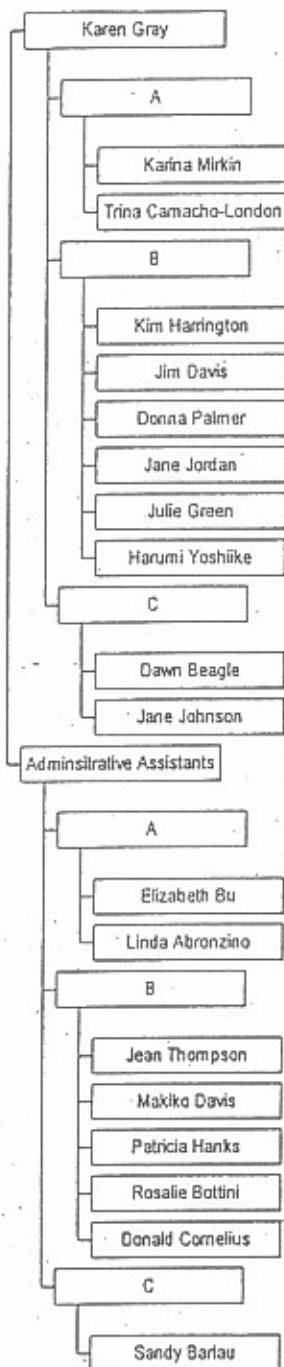 Karen Gray
A
Karina Mirkin
Trina Camacho-London
B
Kim Harrington
Jim Davis
Donna Palmer
Jane Jordan
Julie Green
Harumi Yoshiike
C
Dawn Beagle
Jane Johnson
Adminsitrative Assistants
A
Elizabeth Bu
Linda Abronzino
B
Jean Thompson
Makiko Davis
Patricia Hanks
Rosalie Bottini
Donald Cornelius
C
Sandy Barlau